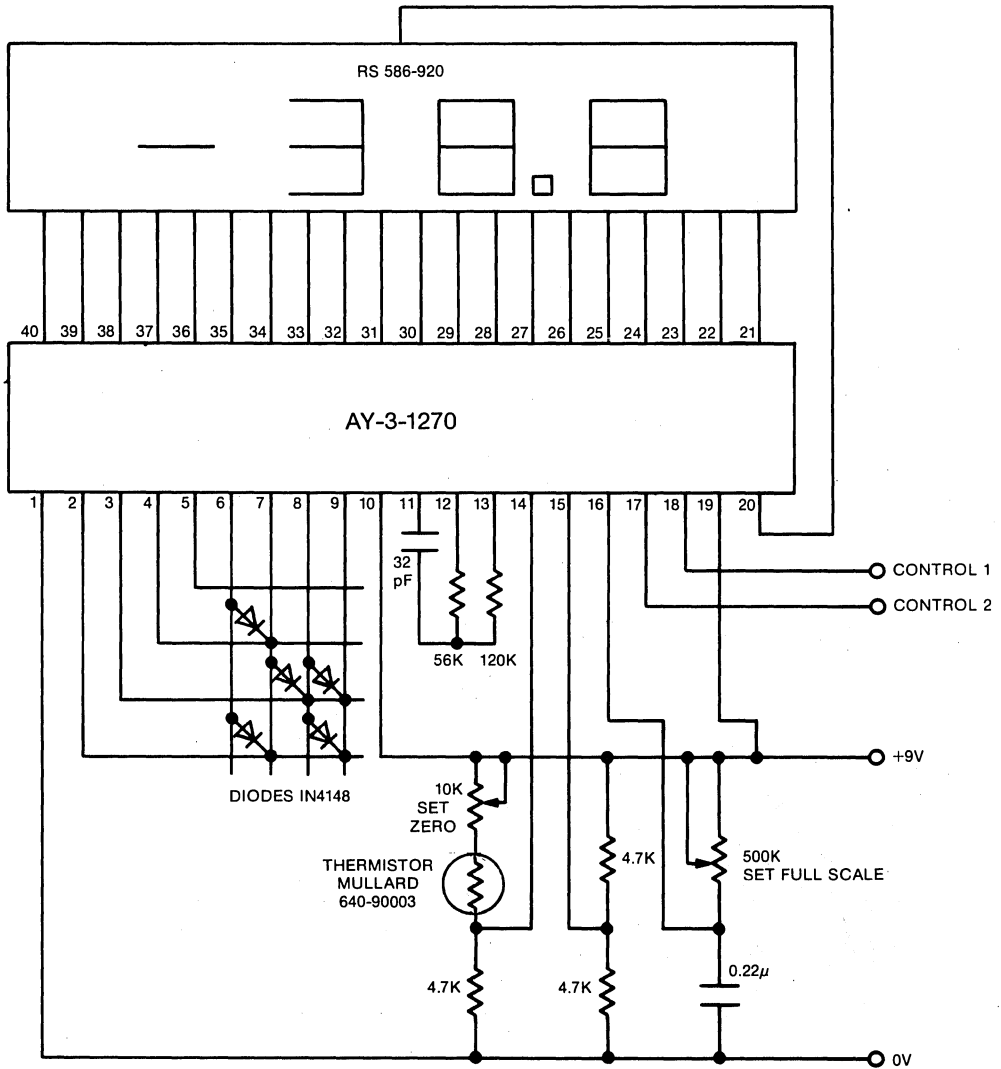 RS 586-920
40 39 38 37 36 35 34 33 32 31 30 29 28 27 26 25 24 23 22 21
AY-3-1270
1 2 3 4 5 6 7 8 9 10 11 12 13 14 15 16 17 18 19 20
32
pF
CONTROL 1
CONTROL 2
56K 120K
+9V
DIODES IN4148
10K
SET
ZERO
4.7K
500K
SET FULL SCALE
THERMISTOR
MULLARD
640-90003
4.7K
4.7K
0.22μ
0V